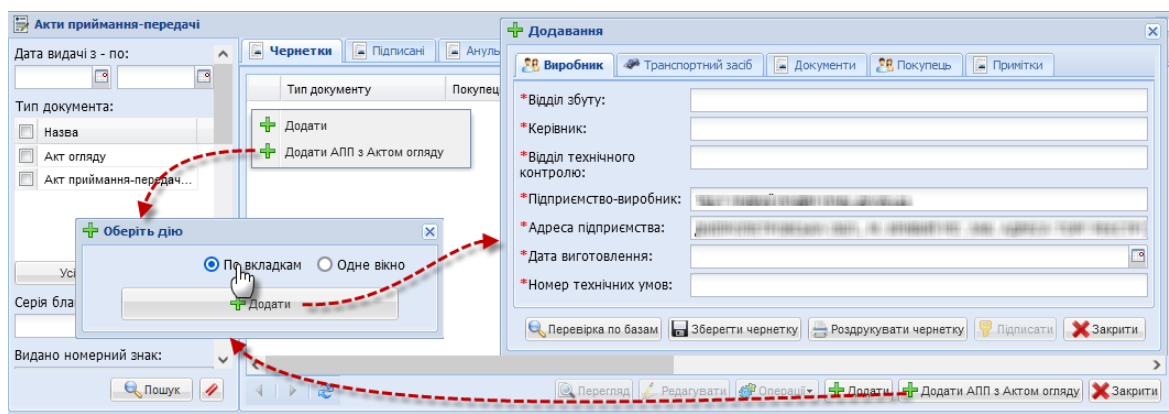 Акти приймання-передачі
Дата видачі з - по:
Тип документа:
Назва
Акт огляду
Акт приймання-передач...
Усі
Серія бла
Видано номерний знак:
Пошук
Чернетки
Підписані
Анул
Тип документу
Покупец
Додати
Додати АПП з Актом огляду
Оберіть дію
По вкладкам
Одне вікно
Додати
Додавання
Виробник
Транспортний засіб
Документи
Покупець
Примітки
*Відділ збуту:
*Керівник:
*Відділ технічного
контролю:
*Підприємство-виробник:
*Адреса підприємства:
*Дата виготовлення:
*Номер технічних умов:
Перевірка по базам
Зберегти чернетку
Роздрукувати чернетку
Підписати
Закрити
Перегляд
Редагувати
Операції
Додати
Додати АПП з Актом огляду
Закрити